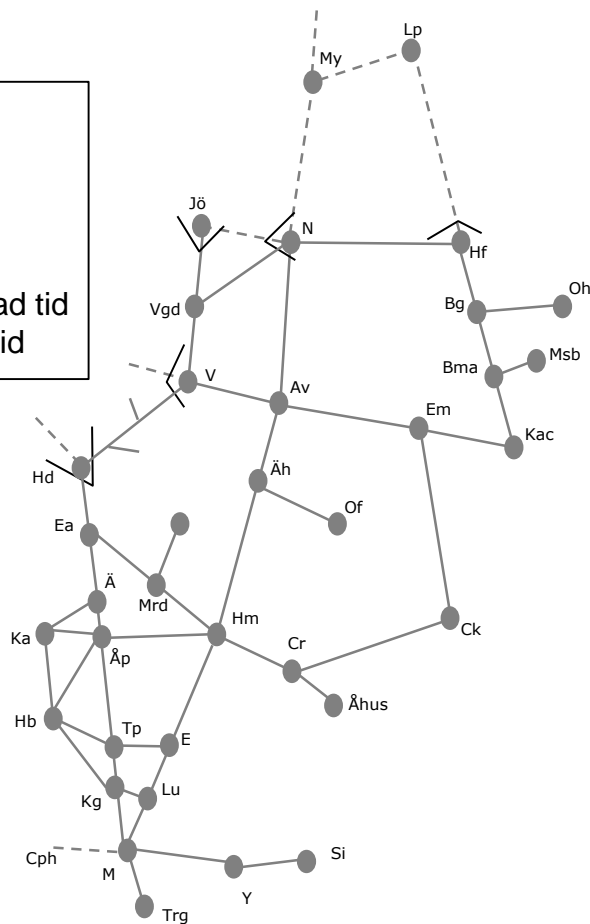 Lp
My
Jö
N
Hf
ad tid
id
Vgd
Bg
Oh
Msb
Bma
V
Av
Em
Kac
Hd
Äh
Of
Ea
Ä
Mrd
Hm
Ka
Åp
Cr
Ck
Åhus
Hb
Tp
E
Kg
Lu
Cph
M
Si
Y
Trg